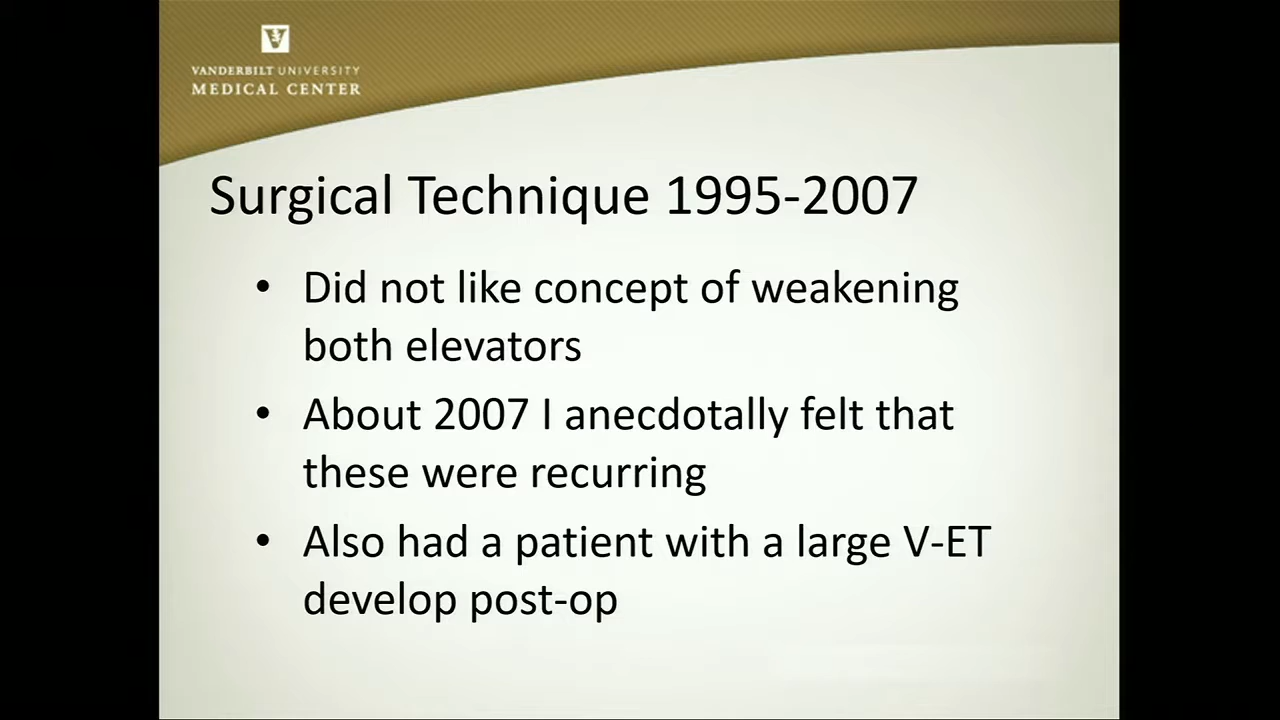 VANDERBILT UNIVERSITY
MEDICAL CENTER
Surgical Technique 1995-2007
• Did not like concept of weakening
both elevators
• About 2007 I anecdotally felt that
these were recurring
• Also had a patient with a large V-ET
develop post-op